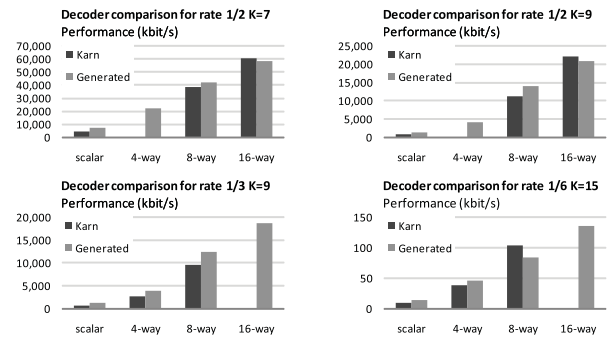 Decoder comparison for rate 1/2 K=7
Performance (kbit/s)
70,000
60,000
50,000
40,000
30,000
20,000
10,000
0
Karn
Generated
scalar 4-way 8-way 16-way
Decoder comparison for rate 1/2 K=9
Performance (kbit/s)
25,000
20,000
15,000
10,000
5,000
0
Karn
Generated
scalar 4-way 8-way 16-way
Decoder comparison for rate 1/3 K=9
Performance (kbit/s)
20,000
15,000
10,000
5,000
0
Karn
Generated
scalar 4-way 8-way 16-way
Decoder comparison for rate 1/6 K=15
Performance (kbit/s)
150
100
50
0
Karn
Generated
scalar 4-way 8-way 16-way